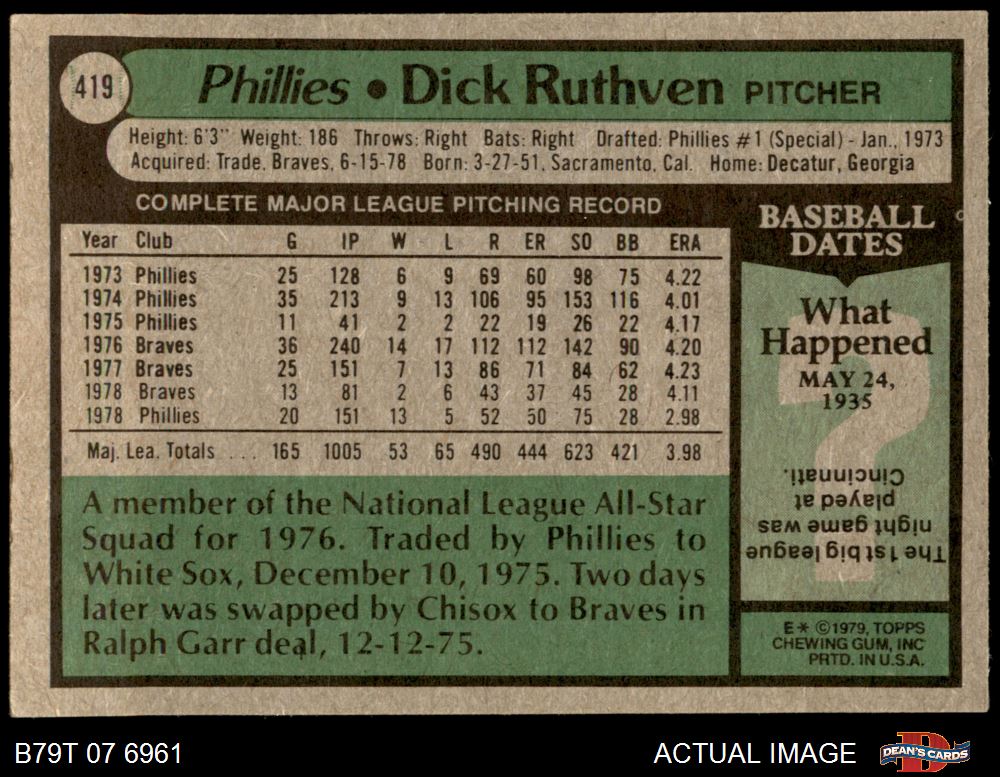 419
Phillies • Dick Ruthven PITCHER
Height: 6'3" Weight: 186 Throws: Right Bats: Right Drafted: Phillies #1 (Special) - Jan., 1973
Acquired: Trade, Braves, 6-15-78 Born: 3-27-51, Sacramento, Cal. Home: Decatur, Georgia
COMPLETE MAJOR LEAGUE PITCHING RECORD
Year Club G IP W L R ER SO BB ERA
1973 Phillies 25 128 6 9 69 60 98 75 4.22
1974 Phillies 35 213 9 13 106 95 153 116 4.01
1975 Phillies 11 41 2 2 22 19 26 22 4.17
1976 Braves 36 240 14 17 112 112 142 90 4.20
1977 Braves 25 151 7 13 86 71 84 62 4.23
1978 Braves 13 81 2 6 43 37 45 28 4.11
1978 Phillies 20 151 13 5 52 50 75 28 2.98
Maj. Lea. Totals . . . 165 1005 53 65 490 444 623 421 3.98
A member of the National League All-Star
Squad for 1976. Traded by Phillies to
White Sox, December 10, 1975. Two days
later was swapped by Chisox to Braves in
Ralph Garr deal, 12-12-75.
BASEBALL
DATES
What
Happened
MAY 24,
1935
?
The 1st big league
night game was
played at
Cincinnati.
E* ©1979, TOPPS
CHEWING GUM, INC
PRTD. IN U.S.A.
B79T 07 6961
ACTUAL IMAGE
D
DEAN'S CARDS